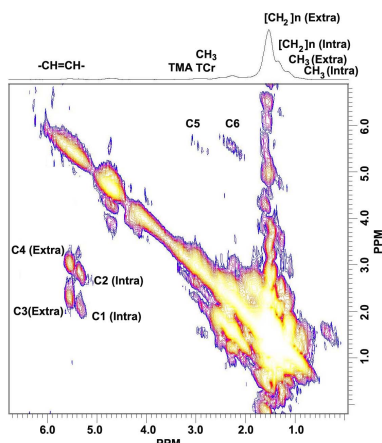 [CH2]n (Extra)
[CH2]n (Intra)
CH3
-CH=CH-
CH3 (Extra)
TMA TCr
CH3 (Intra)
C5
C6
6.0
5.0
4.0
PPM
3.0
2.0
1.0
C4 (Extra)
C2 (Intra)
C3(Extra)
C1 (Intra)
6.0 5.0 4.0 3.0 2.0 1.0
PPM